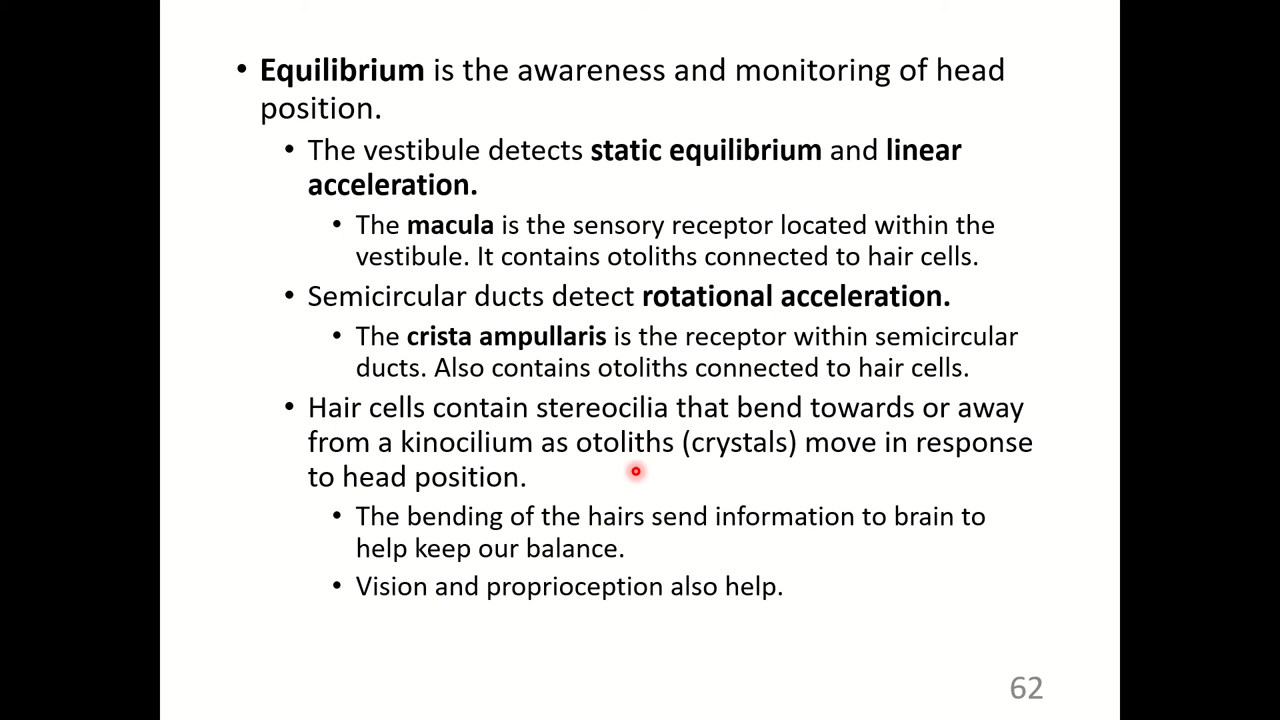 • Equilibrium is the awareness and monitoring of head
position.
• The vestibule detects static equilibrium and linear
acceleration.
• The macula is the sensory receptor located within the
vestibule. It contains otoliths connected to hair cells.
• Semicircular ducts detect rotational acceleration.
• The crista ampullaris is the receptor within semicircular
ducts. Also contains otoliths connected to hair cells.
• Hair cells contain stereocilia that bend towards or away
from a kinocilium as otoliths (crystals) move in response
to head position.
• The bending of the hairs send information to brain to
help keep our balance.
• Vision and proprioception also help.
62